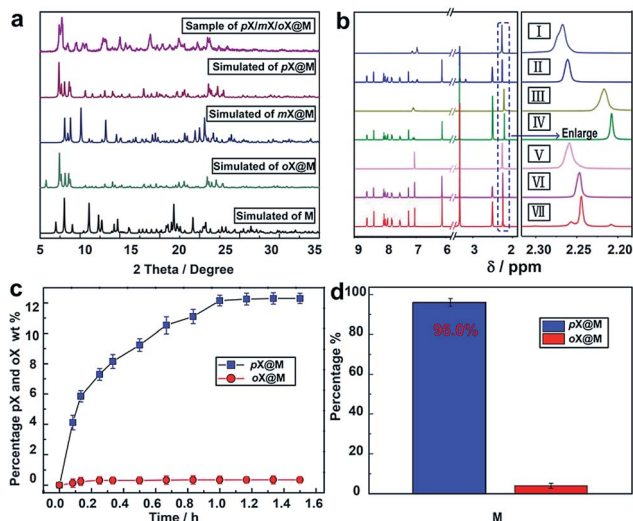 a
Sample of pX/mX/oX@M
Simulated of pX@M
Simulated of mX@M
Simulated of oX@M
Simulated of M
5 10 15 20 25 30 35
2 Theta / Degree
b
I
II
III
IV
Enlarge
V
VI
VII
9 8 7 6 4 2
2.30 2.25 2.20
δ / ppm
c
Percentage pX and oX wt %
12
10
8
6
4
2
0
pX@M
oX@M
0.0 0.2 0.4 0.6 0.8 1.0 1.2 1.4 1.6
Time / h
d
Percentage %
100
80
60
40
20
0
96.0%
pX@M
oX@M
M